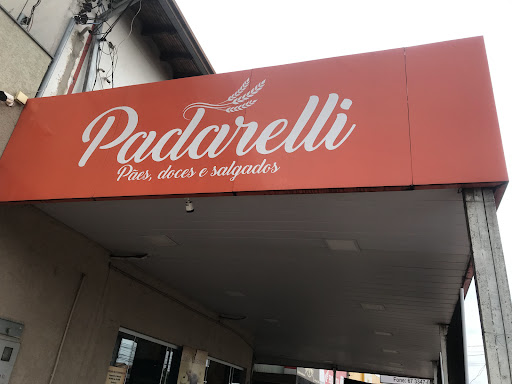 Padarelli
Pães, doces e salgados